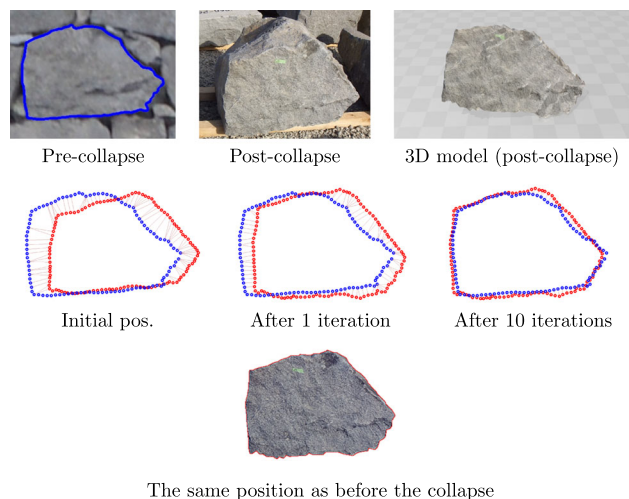 Pre-collapse
Post-collapse
3D model (post-collapse)
Initial pos.
After 1 iteration
After 10 iterations
The same position as before the collapse